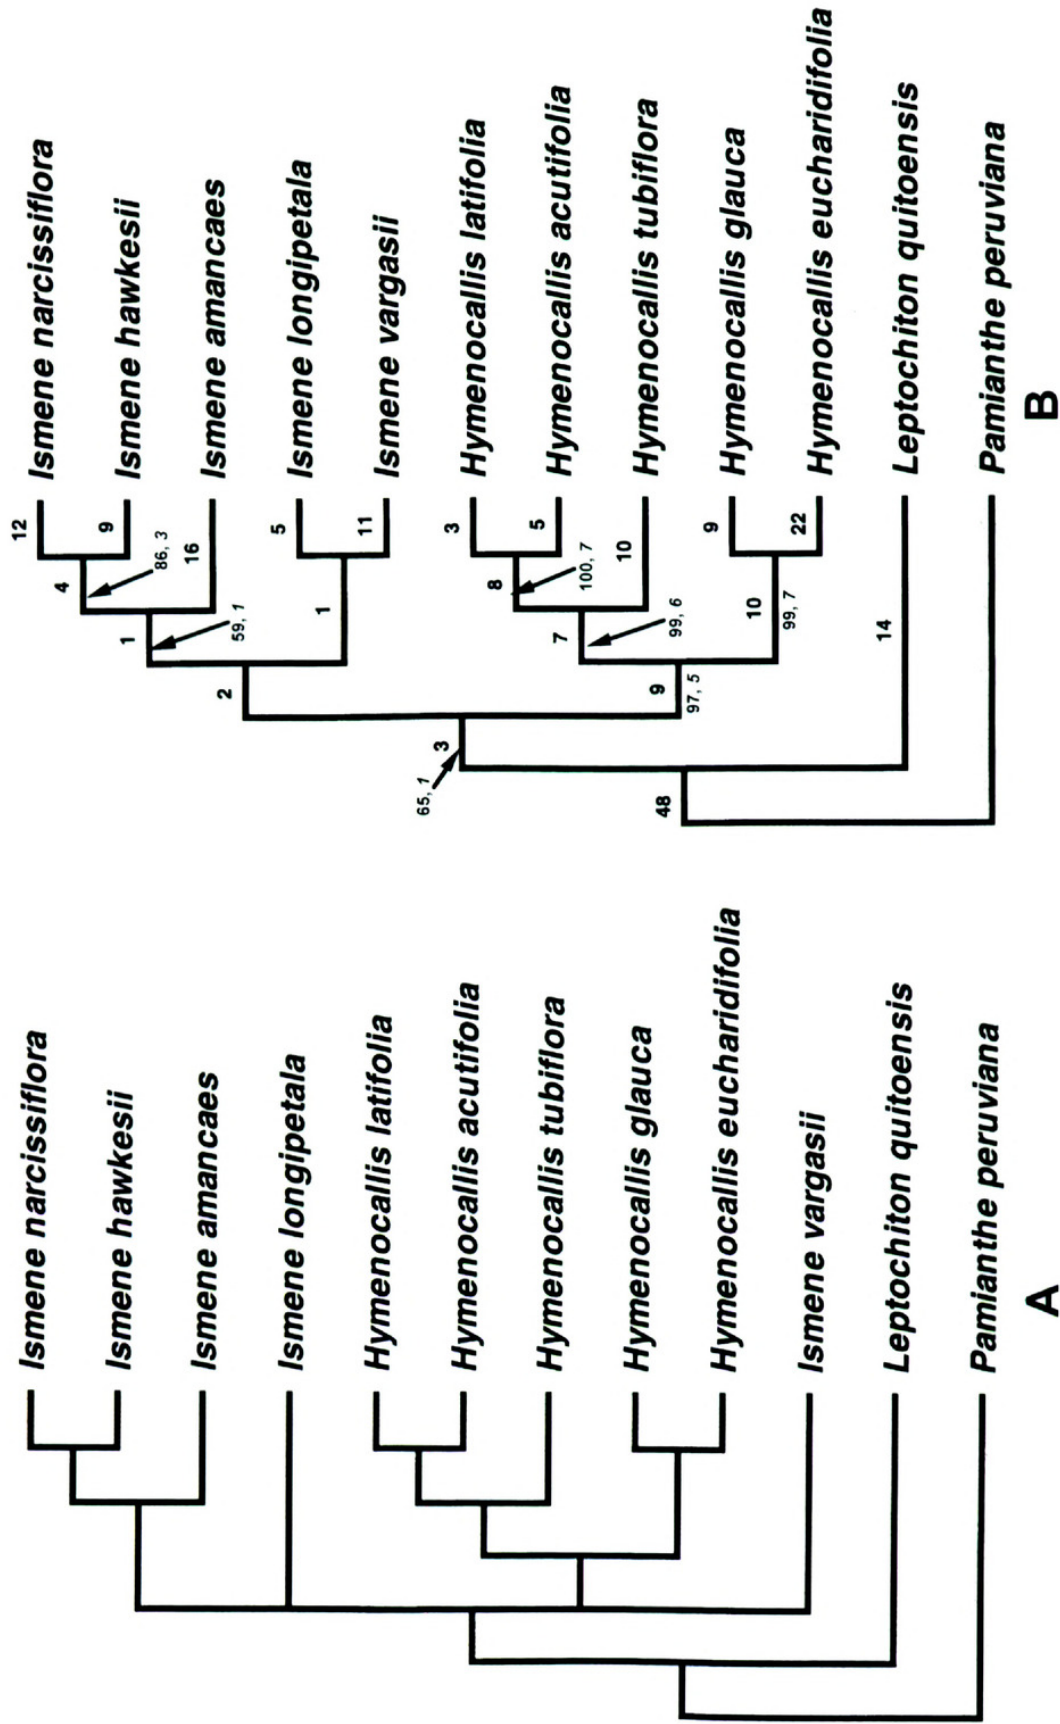 Ismene narcissiflora
Ismene hawkesii
Ismene amancaes
Ismene longipetala
Hymenocallis latifolia
Hymenocallis acutifolia
Hymenocallis tubiflora
Hymenocallis glauca
Hymenocallis eucharidifolia
Ismene vargasii
Leptochiton quitoensis
Pamianthe peruviana
A
12
Ismene narcissiflora
4
86, 3
9
Ismene hawkesii
1
59, 1
16
Ismene amancaes
2
5
Ismene longipetala
1
11
Ismene vargasii
65, 1
3
3
Hymenocallis latifolia
8
100, 7
5
Hymenocallis acutifolia
7
99, 6
10
Hymenocallis tubiflora
9
97, 5
9
Hymenocallis glauca
10
99, 7
22
Hymenocallis eucharidifolia
48
14
Leptochiton quitoensis
Pamianthe peruviana
B